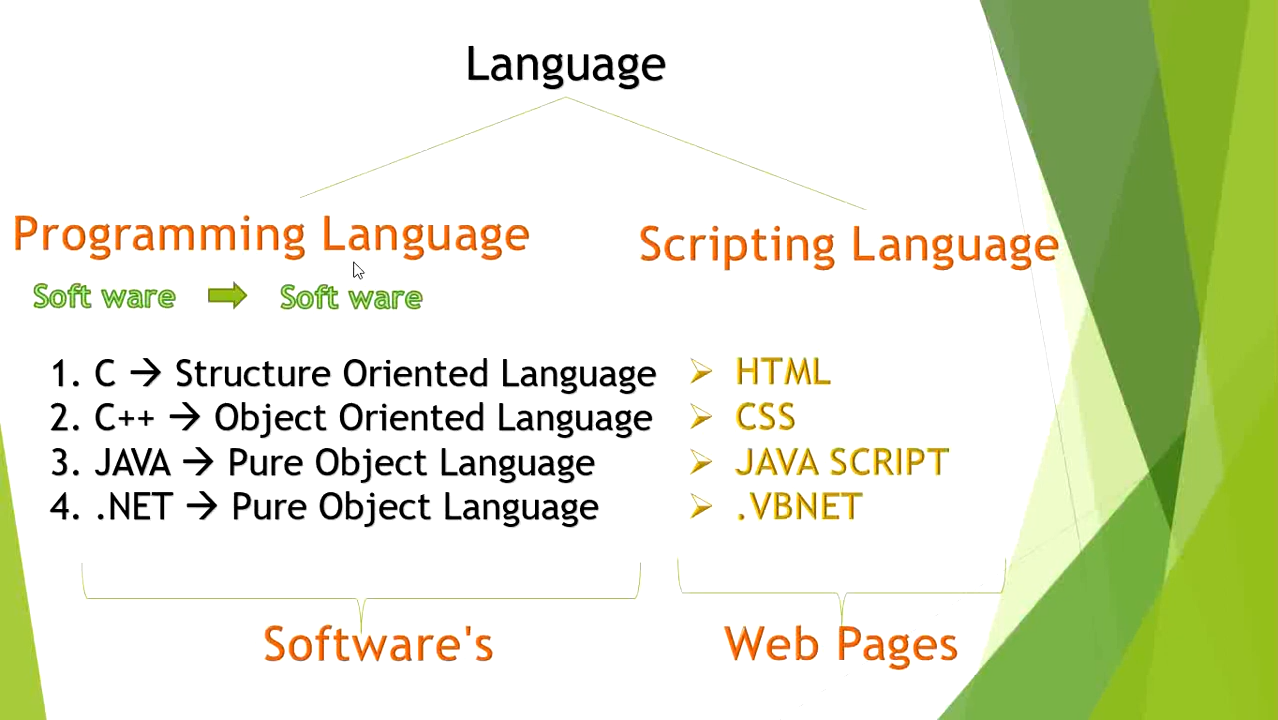 Language
Programming Language
Soft ware Soft ware
1. C → Structure Oriented Language
2. C++ → Object Oriented Language
3. JAVA → Pure Object Language
4. .NET → Pure Object Language
Software's
Scripting Language
HTML
CSS
JAVA SCRIPT
.VBNET
Web Pages